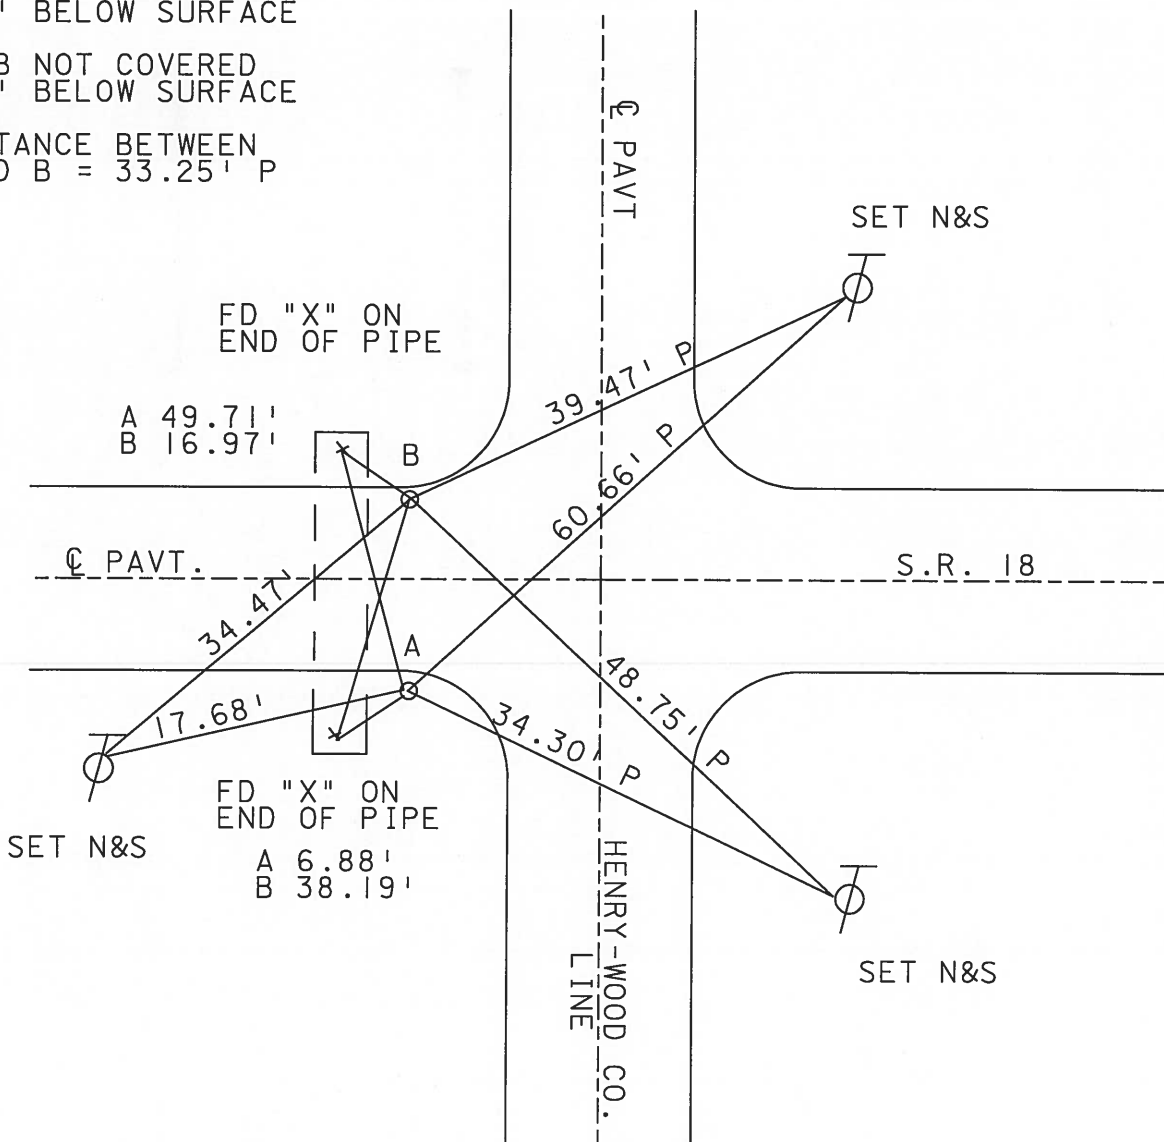 ' BELOW SURFACE
B NOT COVERED
' BELOW SURFACE
TANCE BETWEEN
D B = 33.25' P
℄ PAVT
SET N&S
FD "X" ON
END OF PIPE
A 49.71'
B 16.97'
B
39.47' P
60.66' P
℄ PAVT.
S.R. 18
34.47'
A
17.68'
48.75' P
34.30' P
FD "X" ON
END OF PIPE
A 6.88'
B 38.19'
SET N&S
HENRY-WOOD CO.
LINE
SET N&S